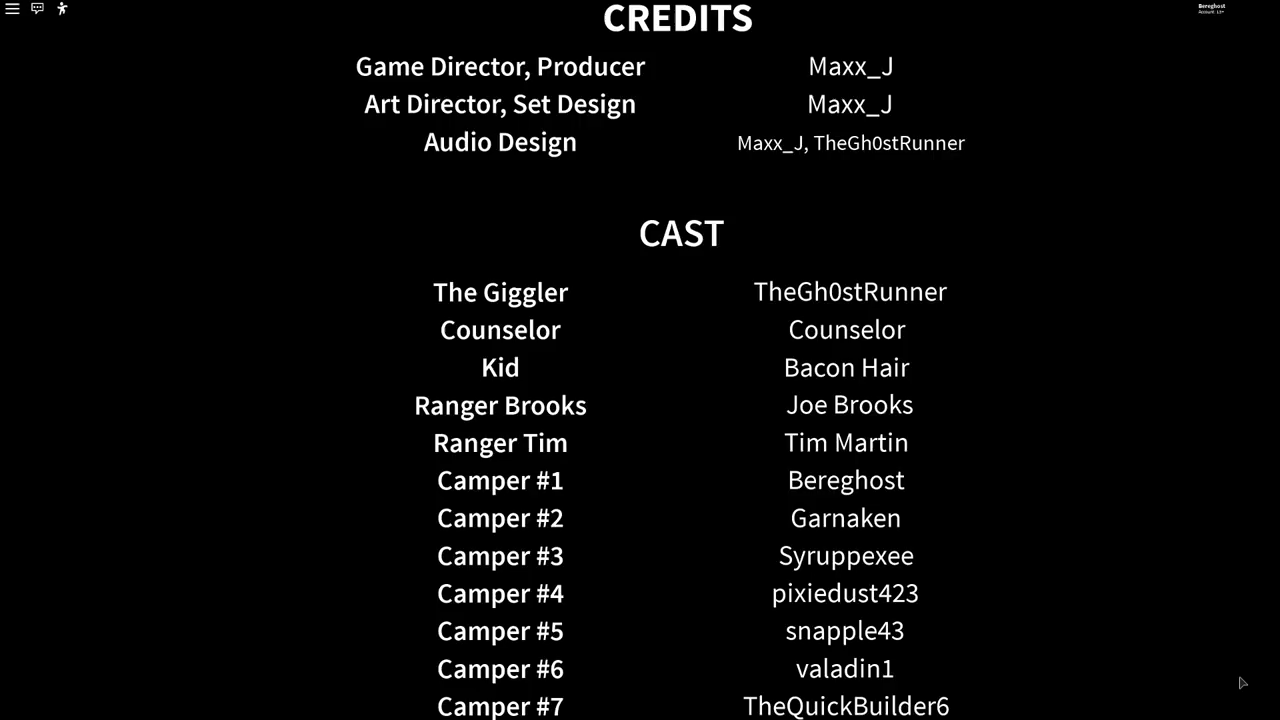 Bereghost
CREDITS
Game Director, Producer Maxx_J
Art Director, Set Design Maxx_J
Audio Design Maxx_J, TheGh0stRunner
CAST
The Giggler TheGh0stRunner
Counselor Counselor
Kid Bacon Hair
Ranger Brooks Joe Brooks
Ranger Tim Tim Martin
Camper #1 Bereghost
Camper #2 Garnaken
Camper #3 Syruppexee
Camper #4 pixiedust423
Camper #5 snapple43
Camper #6 valadin1
Camper #7 TheQuickBuilder6